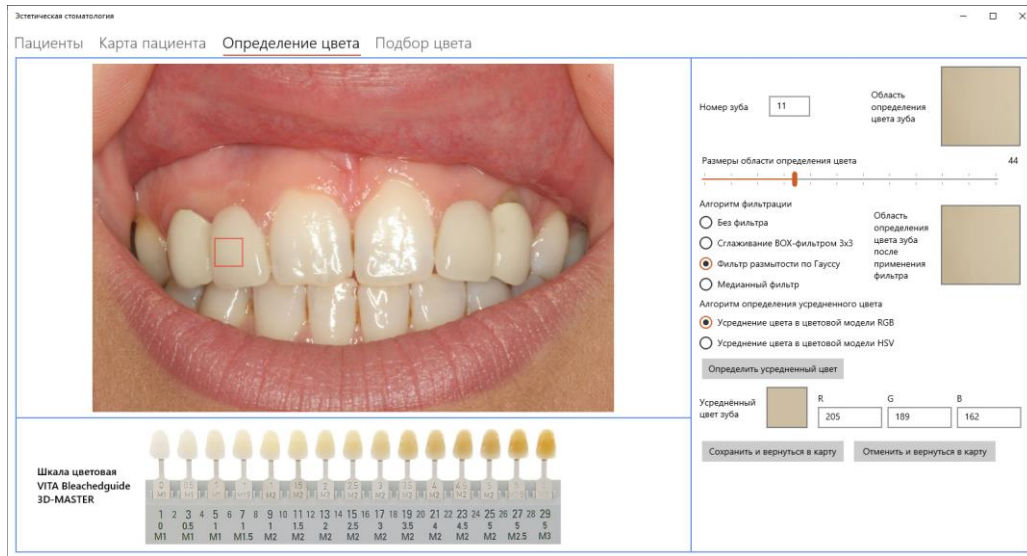 Эстетическая стоматология
Пациенты Карта пациента Определение цвета Подбор цвета
Номер зуба 11
Область
определения
цвета зуба
Размеры области определения цвета 44
Алгоритм фильтрации
Без фильтра
Сглаживание BOX-фильтром 3x3
Фильтр размытости по Гауссу
Медианный фильтр
Область
определения
цвета зуба
после
применения
фильтра
Алгоритм определения усредненного цвета
Усреднение цвета в цветовой модели RGB
Усреднение цвета в цветовой модели HSV
Определить усредненный цвет
Усреднённый
цвет зуба
R G B
205 189 162
Сохранить и вернуться в карту Отменить и вернуться в карту
Шкала цветовая
VITA Bleachedguide
3D-MASTER
1 2 3 4 5 6 7 8 9 10 11 12 13 14 15 16 17 18 19 20 21 22 23 24 25 26 27 28 29
0 0.5 1 1 1 1.5 2 2.5 3 3.5 4 4.5 5 5 5
M1 M1 M1 M1.5 M2 M2 M2 M2 M2 M2 M2 M2 M2 M2.5 M3